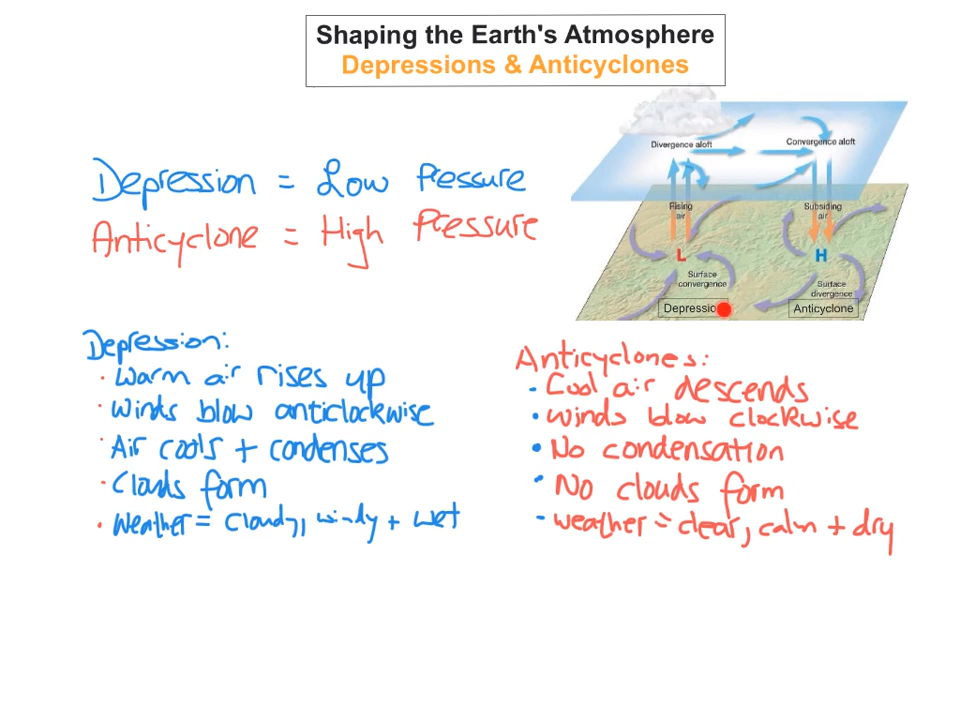 Shaping the Earth's Atmosphere
Depressions & Anticyclones
Depression = Low Pressure
Anticyclone = High Pressure
Divergence aloft
Convergence aloft
Rising
air
Subsiding
air
L
H
Surface
convergence
Surface
divergence
Depressio
Anticyclone
Depression:
· Warm air rises up
· Winds blow anticlockwise
· Air cools + condenses
· Clouds form
· Weather = Cloudy, windy + wet
Anticyclones:
· Cool air descends
· Winds blow clockwise
· No condensation
· No clouds form
· weather = clear, calm + dry